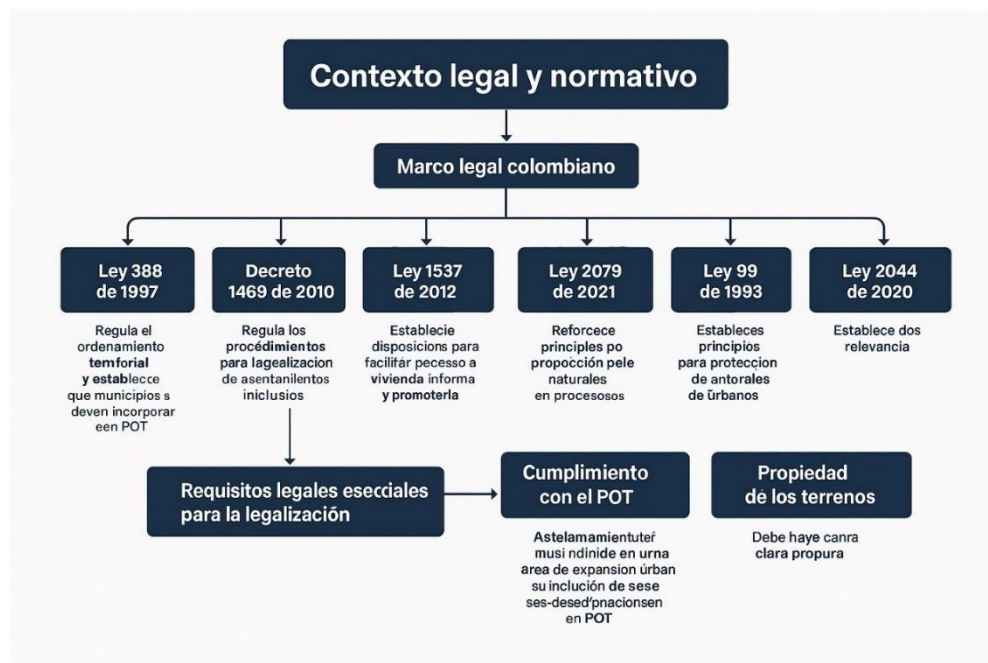 Contexto legal y normativo
Marco legal colombiano
Ley 388
de 1997
Regula el
ordenamiento
temforial
y establecce
que municipios s
deven incorporar
een POT
Decreto
1469 de 2010
Regula los
procédimientos
para lagealizacion
de asentanilentos
iniclusios
Ley 1537
de 2012
Establecie
disposicions para
facilitár pecesso a
vivienda informa
y promoterla
Ley 2079
de 2021
Reforcece
principles po
propocción pele
naturales
en procesosos
Ley 99
de 1993
Estableces
principios
para proteccion
de antorales
de ürbanos
Ley 2044
de 2020
Establece dos
relevancia
Requisitos legales esecciales
para la legalización
Cumplimiento
con el POT
Astelamamientuteř
musi ndinide en urna
area de expansion úrban
su inclución de sese
ses-desed/pnacionsen
en POT
Propiedad
de los terrenos
Debe haye canra
clara propura